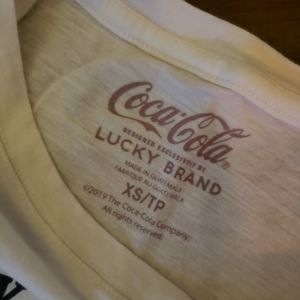 Coca-Cola
DESIGNED EXCLUSIVELY BY
LUCKY BRAND
MADE IN GUATEMALA
FABRIQUE AU GUATEMALA
XS/TP
©2019 The Coca-Cola Company.
All rights reserved.